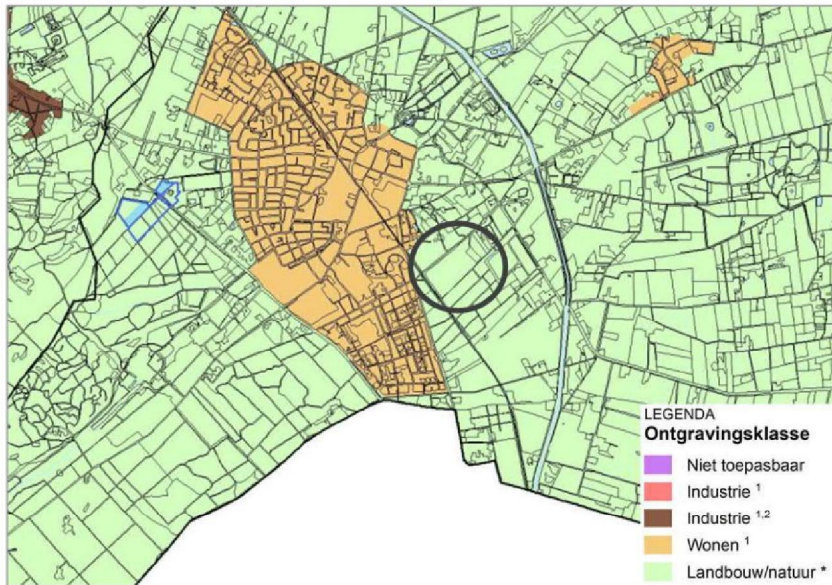 LEGENDA
Ontgravingsklasse
Niet toepasbaar
Industrie ¹
Industrie ¹,²
Wonen ¹
Landbouw/natuur *